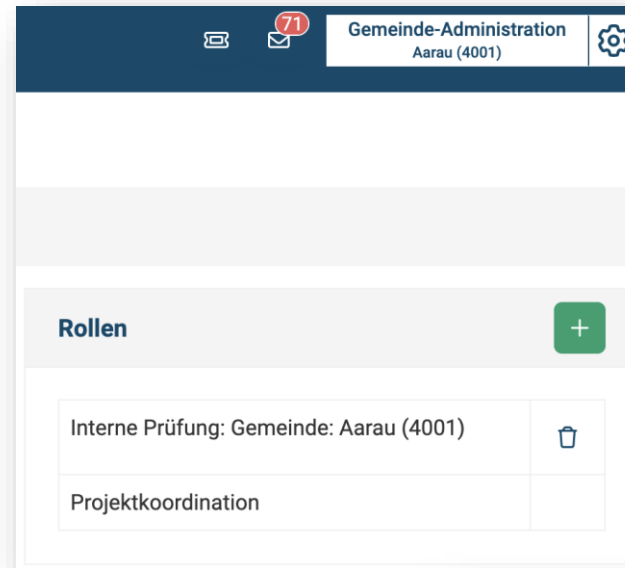 71
Gemeinde-Administration
Aarau (4001)
Rollen
+
Interne Prüfung: Gemeinde: Aarau (4001)
Projektkoordination